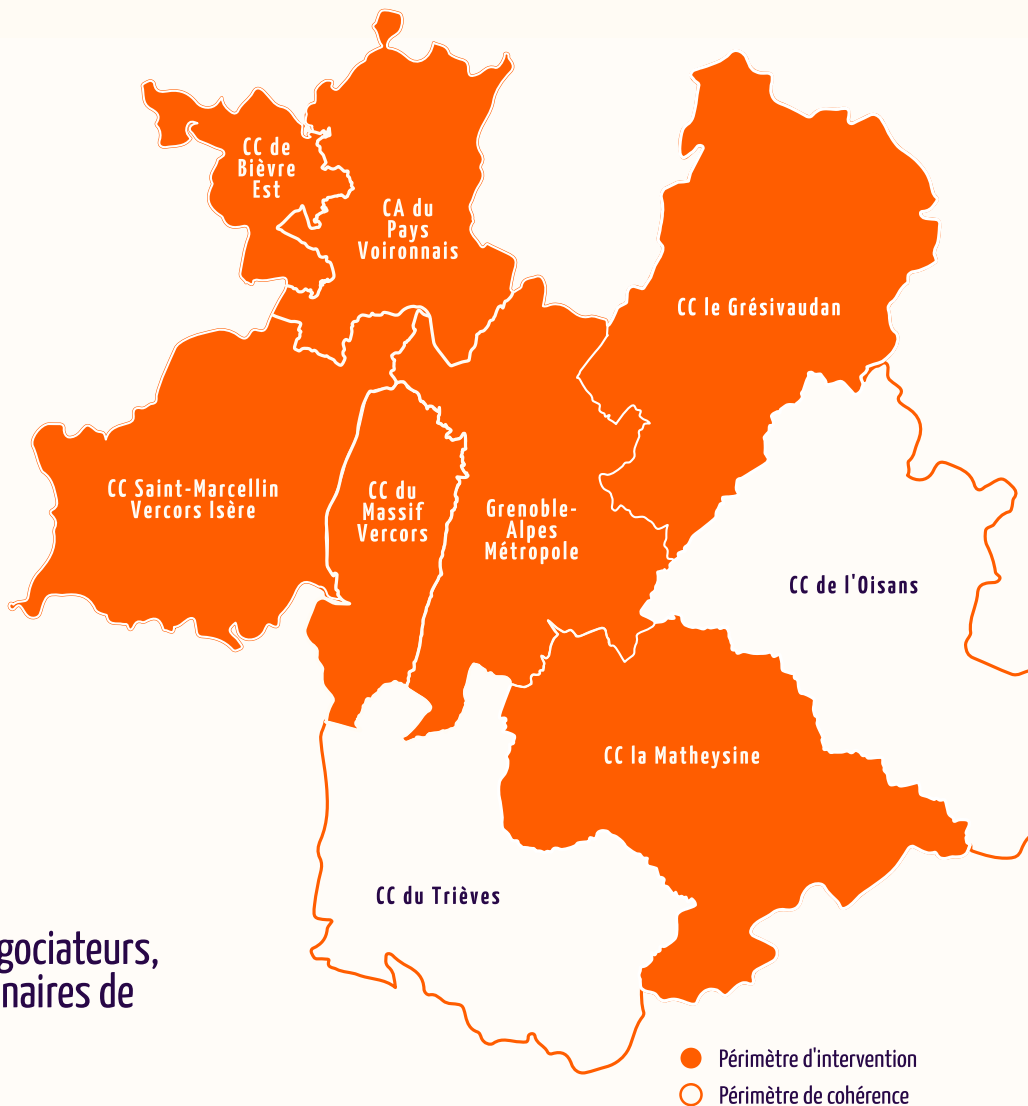 CC de
Bièvre
Est
CA du
Pays
Voironnais
CC le Grésivaudan
CC Saint-Marcellin
Vercors Isère
CC du
Massif
Vercors
Grenoble-
Alpes
Métropole
CC de l'Oisans
CC la Matheysine
CC du Trièves
gociateurs,
naires de
Périmètre d'intervention
Périmètre de cohérence